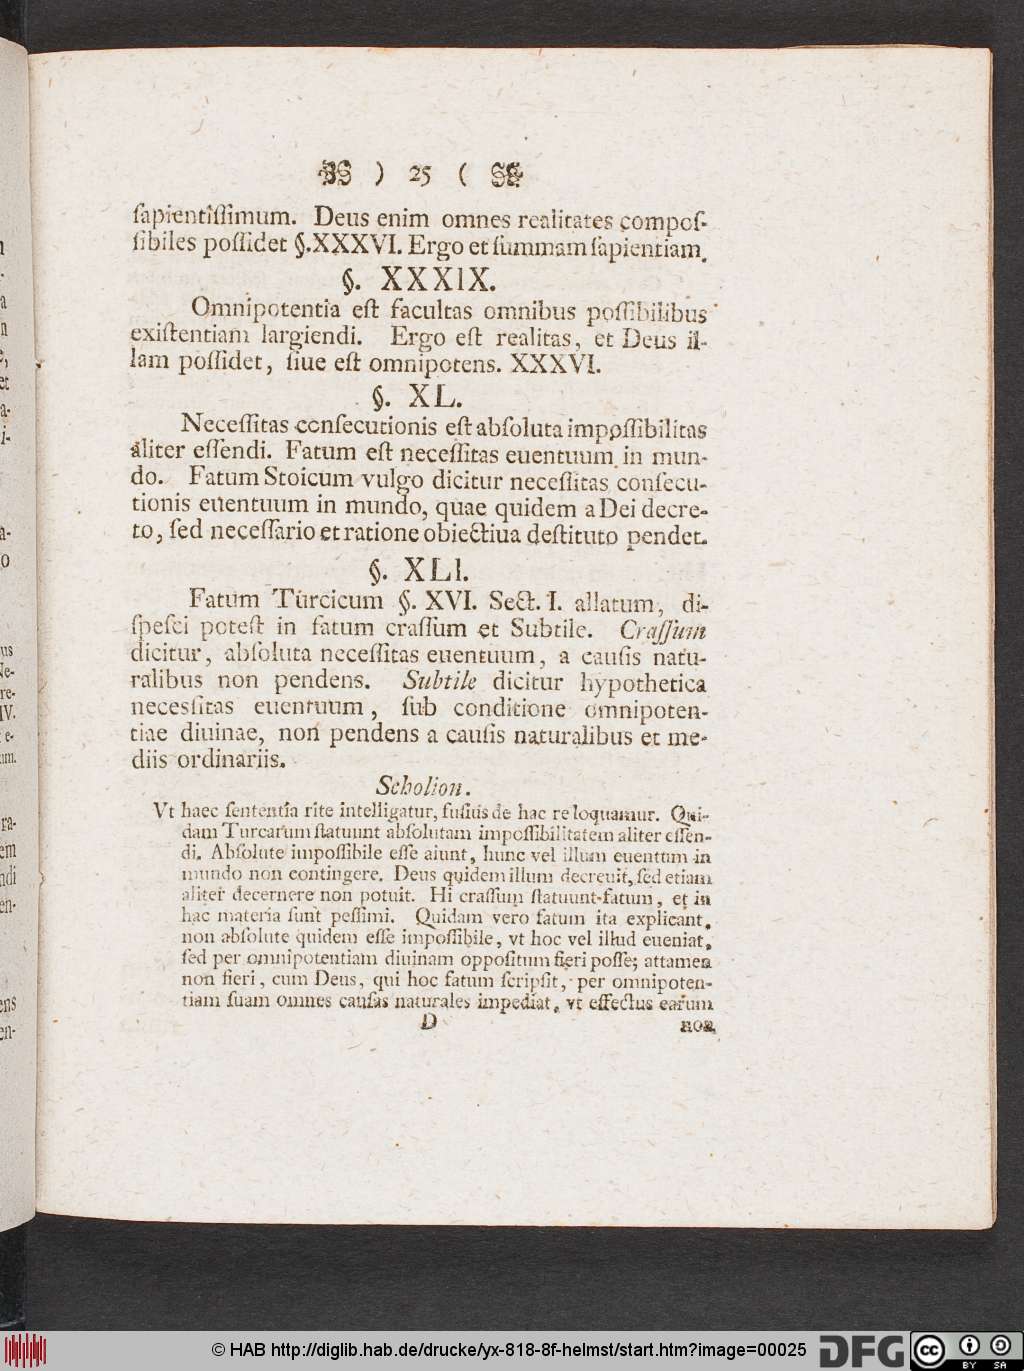 ) 25 (
sapientissimum. Deus enim omnes realitates compos-
sibiles possidet §.XXXVI. Ergo et summam sapientiam.
§. XXXIX.
Omnipotentia est facultas omnibus possibilibus
existentiam largiendi. Ergo est realitas, et Deus il-
lam possidet, siue est omnipotens. XXXVI.
§. XL.
Necessitas consecutionis est absoluta impossibilitas
aliter essendi. Fatum est necessitas euentuum in mun-
do. Fatum Stoicum vulgo dicitur necessitas consecu-
tionis euentuum in mundo, quae quidem a Dei decre-
to, sed necessario et ratione obiectiua destituto pendet.
§. XLI.
Fatum Turcicum §. XVI. Sect. I. allatum, di-
spesci potest in fatum crassum et Subtile. Crassum
dicitur, absoluta necessitas euentuum, a causis natu-
ralibus non pendens. Subtile dicitur hypothetica
necessitas euentuum, sub conditione omnipoten-
tiae diuinae, non pendens a causis naturalibus et me-
diis ordinariis.
Scholion.
Vt haec sententia rite intelligatur, fusius de hac re loquamur. Qui-
dam Turcarum statuunt absolutam impossibilitatem aliter essen-
di. Absolute impossibile esse aiunt, hunc vel illum euentum in
mundo non contingere. Deus quidem illum decreuit, sed etiam
aliter decernere non potuit. Hi crassum statuunt fatum, et in
hac materia sunt pessimi. Quidam vero fatum ita explicant,
non absolute quidem esse impossibile, vt hoc vel illud eueniat,
sed per omnipotentiam diuinam oppositum fieri posse; attamen
non fieri, cum Deus, qui hoc fatum scripsit, per omnipoten-
tiam suam omnes causas naturales impediat, vt effectus earum
D non
© HAB http://diglib.hab.de/drucke/yx-818-8f-helmst/start.htm?image=00025
DFG
cc BY SA